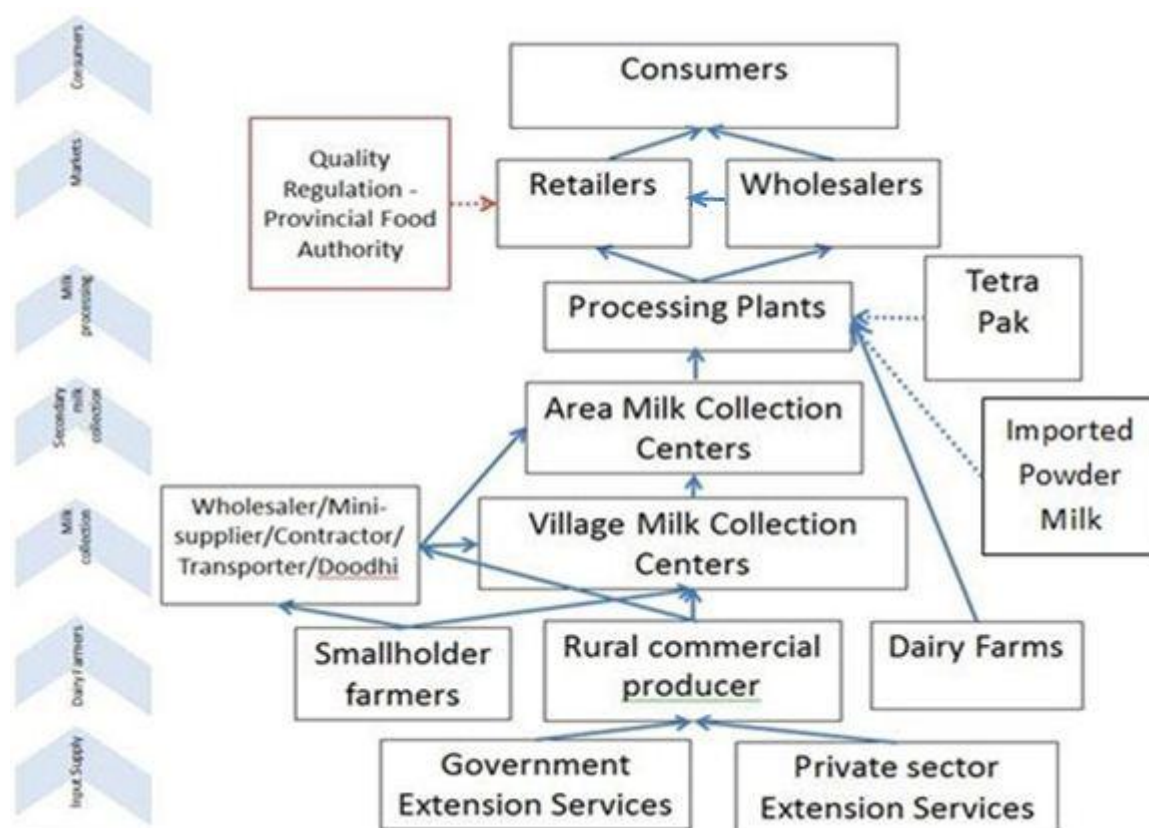 Consumers
Consumers
Markets
Quality
Regulation -
Provincial Food
Authority
Retailers
Wholesalers
Milk
processing
Processing Plants
Tetra
Pak
Secondary
milk
collection
Area Milk Collection
Centers
Imported
Powder
Milk
Milk
collection
Wholesaler/Mini-
supplier/Contractor/
Transporter/Doodhi
Village Milk Collection
Centers
Dairy Farmers
Smallholder
farmers
Rural commercial
producer
Dairy Farms
Input Supply
Government
Extension Services
Private sector
Extension Services